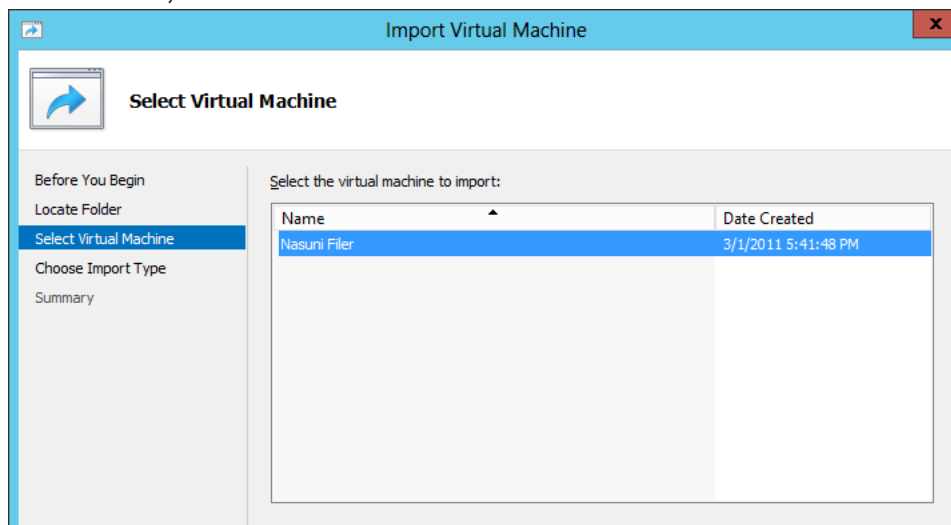 Import Virtual Machine
x
Select Virtual Machine
Before You Begin
Locate Folder
Select Virtual Machine
Choose Import Type
Summary
Select the virtual machine to import:
Name Date Created
Nasuni Filer 3/1/2011 5:41:48 PM